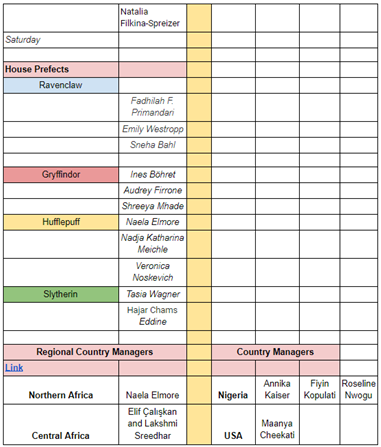 Natalia
Filkina-Spreizer
Saturday
House Prefects
Ravenclaw
Fadhilah F.
Primandari
Emily Westropp
Sneha Bahl
Gryffindor Ines Böhret
Audrey Firrone
Shreeya Mhade
Hufflepuff Naela Elmore
Nadja Katharina
Meichle
Veronica
Noskevich
Slytherin Tasia Wagner
Hajar Chams
Eddine
Regional Country Managers Country Managers
Link
Northern Africa Naela Elmore Nigeria Annika
Kaiser Fiyin
Kopulati Roseline
Nwogu
Central Africa Elif Çalışkan
and Lakshmi
Sreedhar USA Maanya
Cheekati